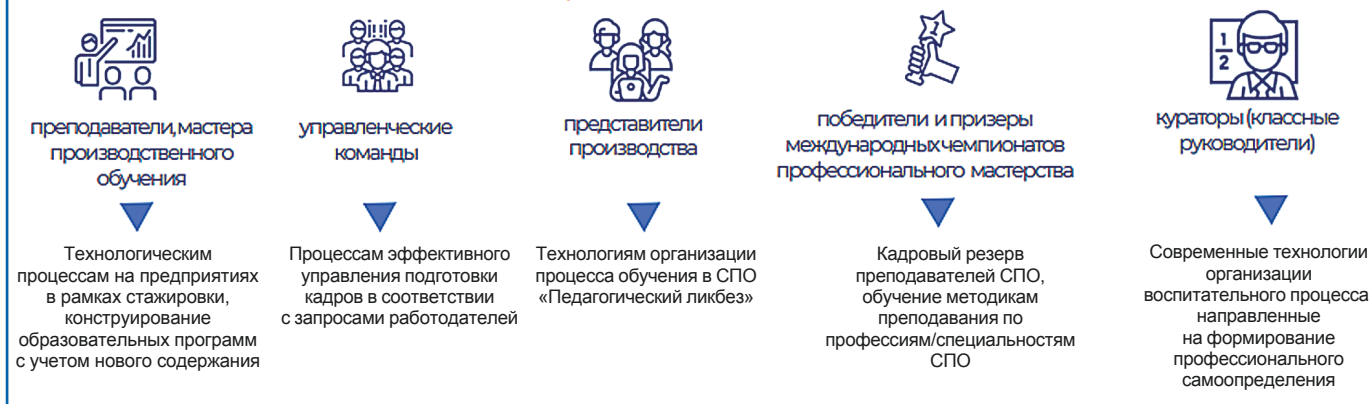 преподаватели, мастера
производственного
обучения
Технологическим
процессам на предприятиях
в рамках стажировки,
конструирование
образовательных программ
с учетом нового содержания
управленческие
команды
Процессам эффективного
управления подготовки
кадров в соответствии
с запросами работодателей
представители
производства
Технологиям организации
процесса обучения в СПО
«Педагогический ликбез»
1
победители и призеры
международных чемпионатов
профессионального мастерства
Кадровый резерв
преподавателей СПО,
обучение методикам
преподавания по
профессиям/специальностям
СПО
1
2
кураторы (классные
руководители)
Современные технологии
организации
воспитательного процесса
направленные
на формирование
профессионального
самоопределения